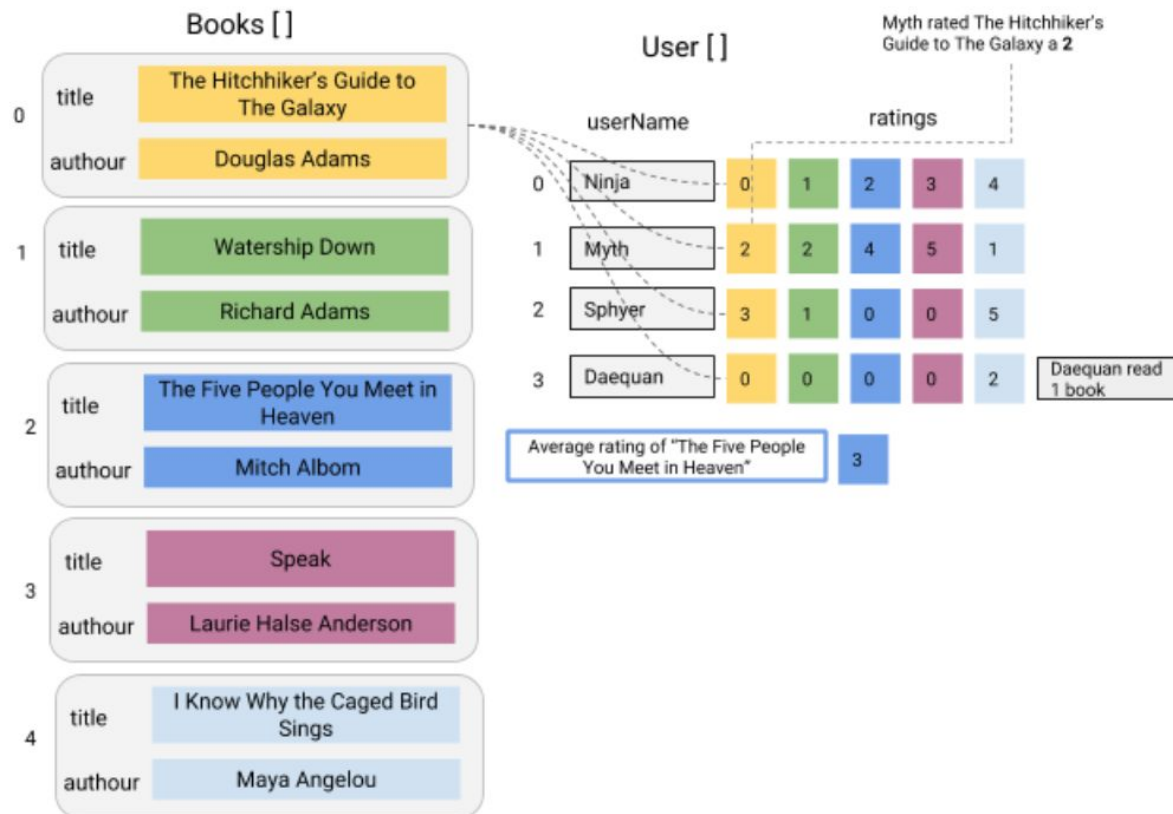 Books [ ]
0
title
The Hitchhiker's Guide to
The Galaxy
authour
Douglas Adams
1
title
Watership Down
authour
Richard Adams
2
title
The Five People You Meet in
Heaven
authour
Mitch Albom
3
title
Speak
authour
Laurie Halse Anderson
4
title
I Know Why the Caged Bird
Sings
authour
Maya Angelou
User [ ]
Myth rated The Hitchhiker's
Guide to The Galaxy a 2
userName
ratings
0 Ninja 0 1 2 3 4
1 Myth 2 2 4 5 1
2 Sphyer 3 1 0 0 5
3 Daequan 0 0 0 0 2
Daequan read
1 book
Average rating of "The Five People
You Meet in Heaven"
3